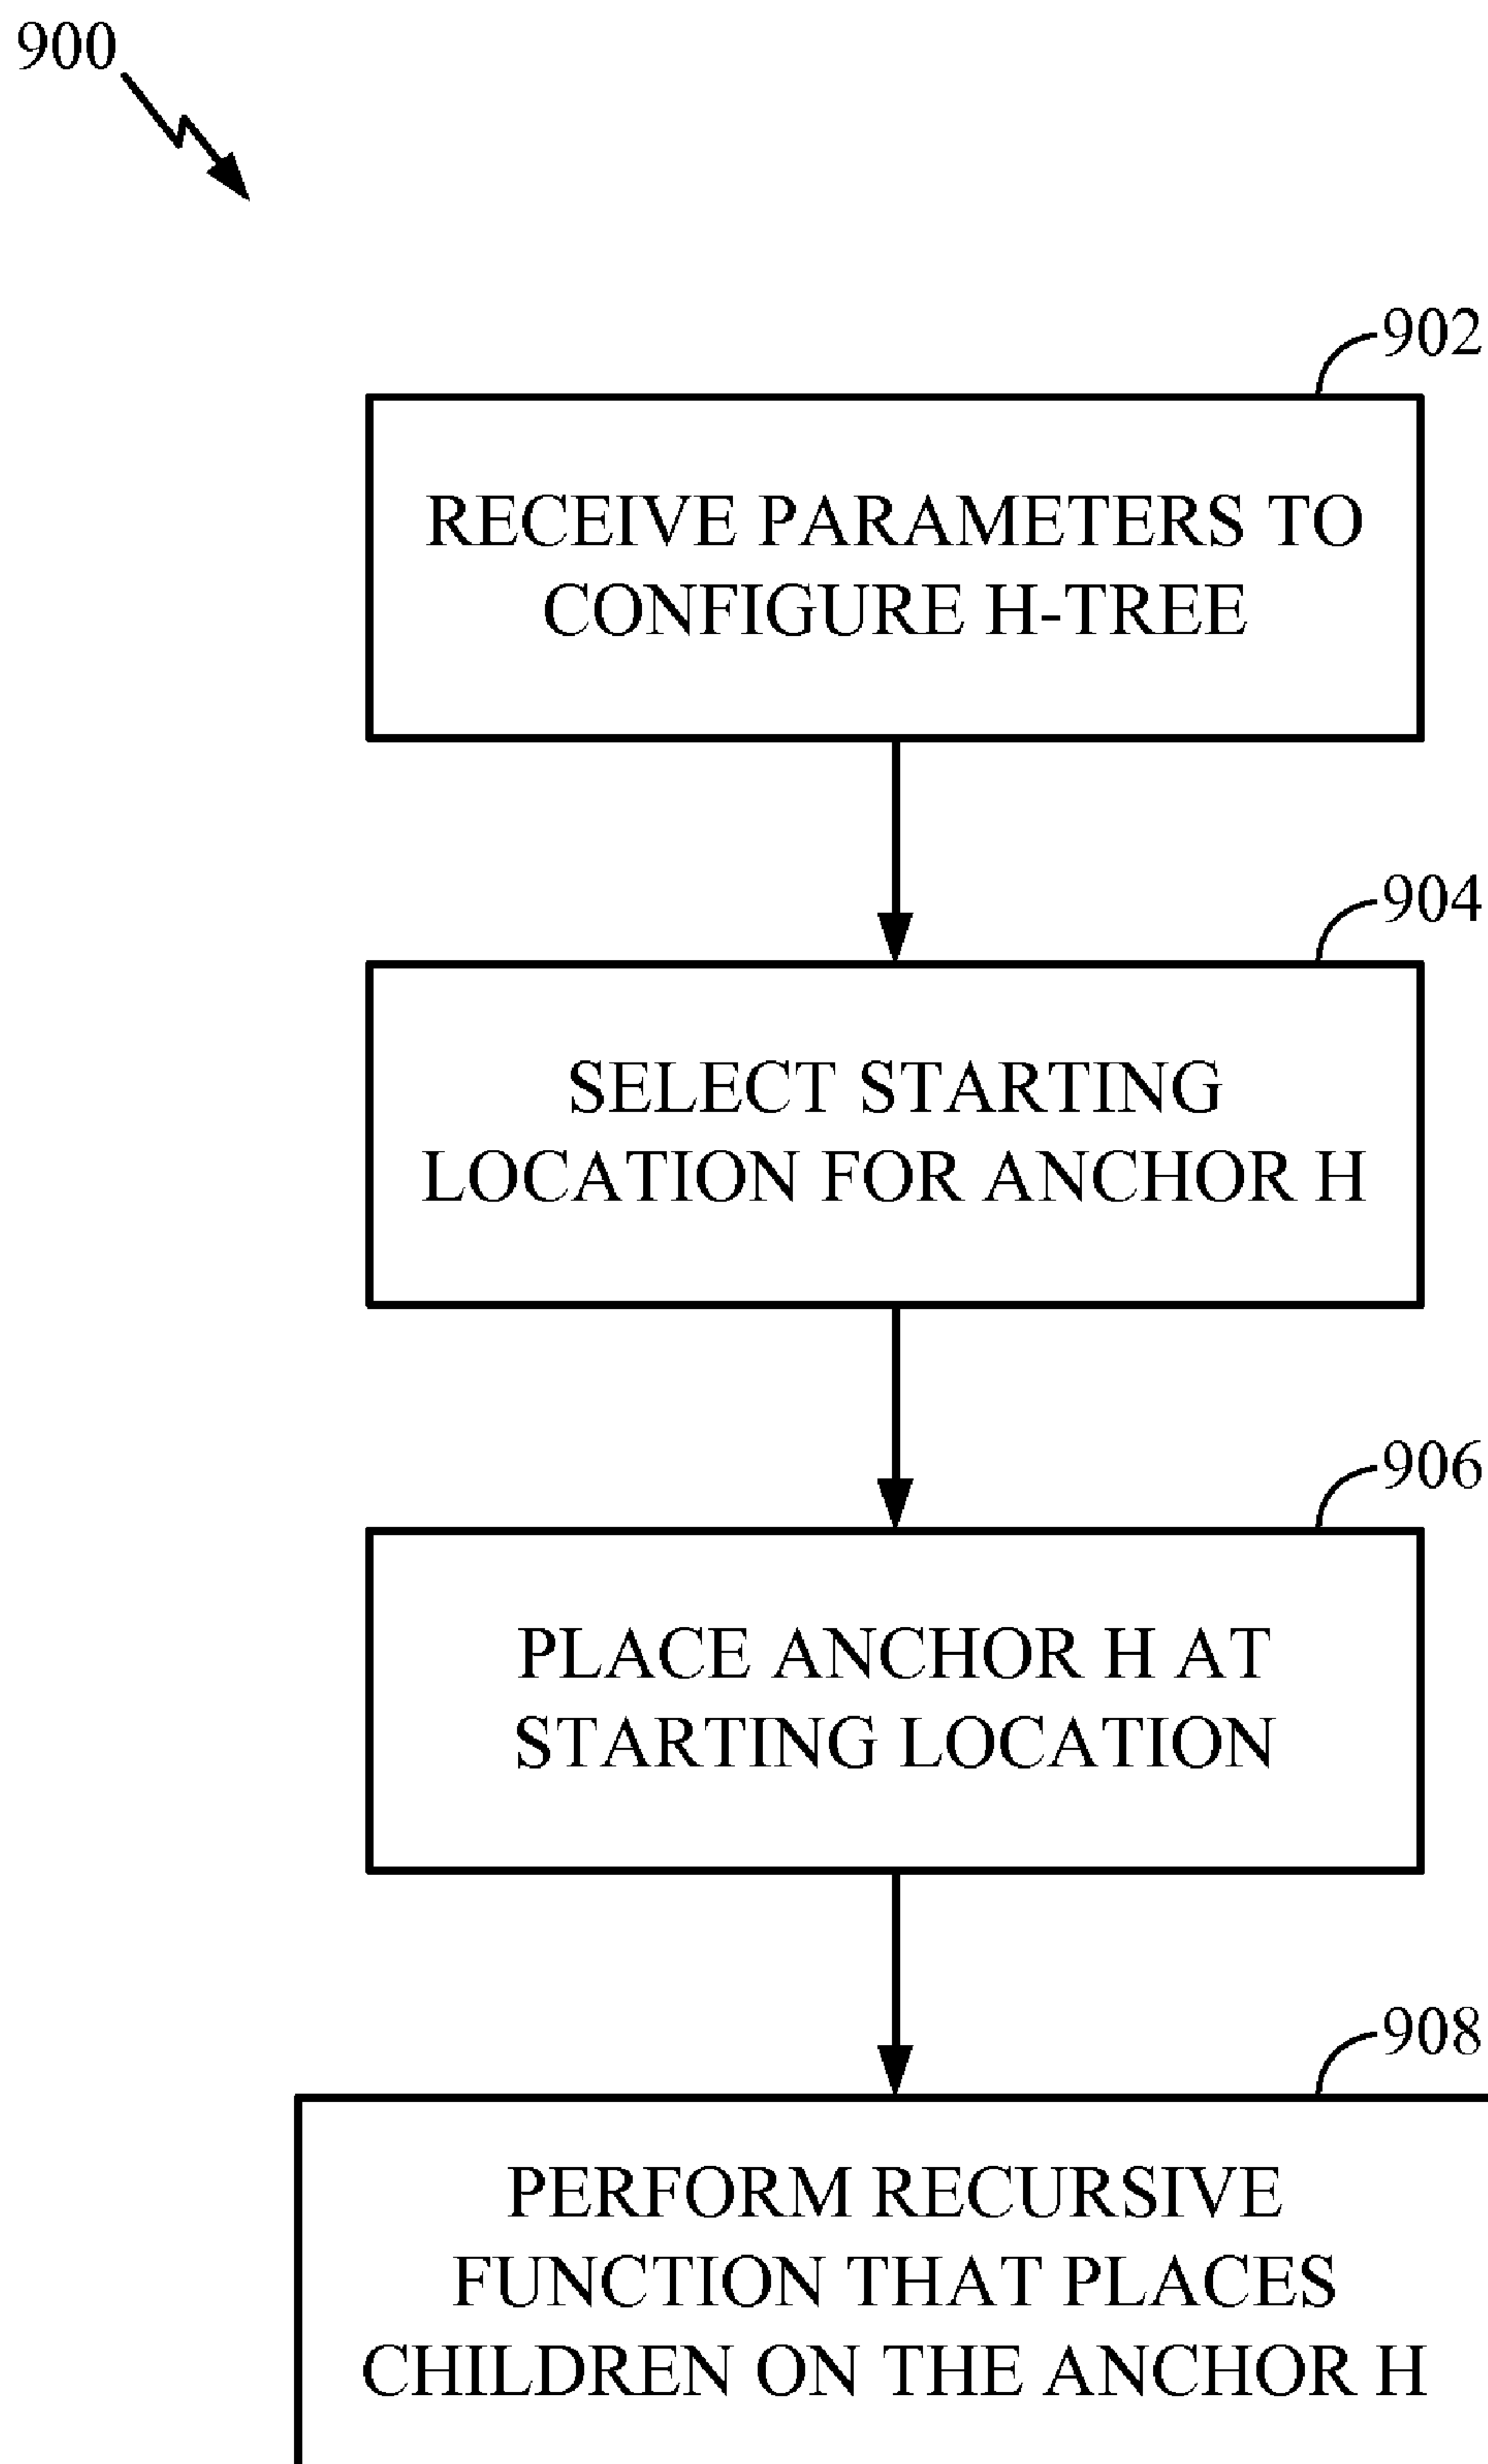 900
902
RECEIVE PARAMETERS TO
CONFIGURE H-TREE
904
SELECT STARTING
LOCATION FOR ANCHOR H
906
PLACE ANCHOR H AT
STARTING LOCATION
908
PERFORM RECURSIVE
FUNCTION THAT PLACES
CHILDREN ON THE ANCHOR H